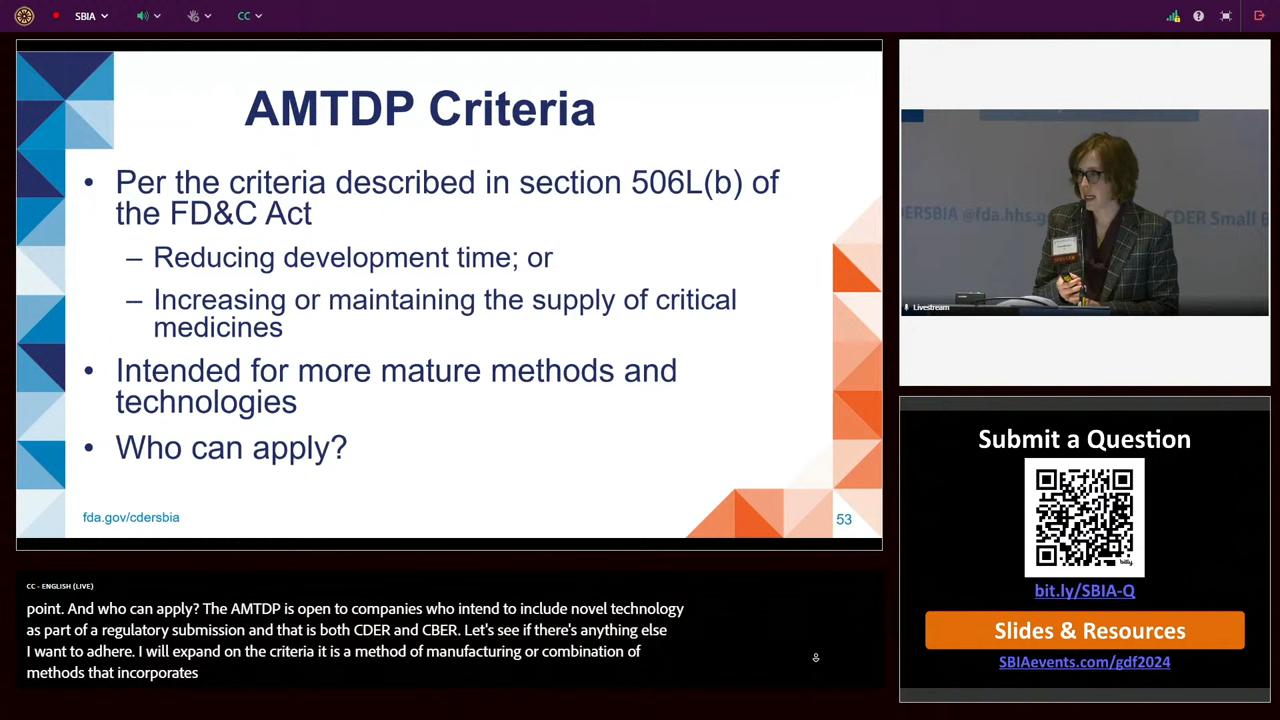 SBIA
CC
AMTDP Criteria
• Per the criteria described in section 506L(b) of
the FD&C Act
– Reducing development time; or
– Increasing or maintaining the supply of critical
medicines
• Intended for more mature methods and
technologies
• Who can apply?
fda.gov/cdersbia
53
CDERSBIA @fda.hhs.g
CDER Small B
Livestream
Submit a Question
bitly
bit.ly/SBIA-Q
Slides & Resources
SBIAevents.com/gdf2024
CC - ENGLISH (LIVE)
point. And who can apply? The AMTDP is open to companies who intend to include novel technology
as part of a regulatory submission and that is both CDER and CBER. Let's see if there's anything else
I want to adhere. I will expand on the criteria it is a method of manufacturing or combination of
methods that incorporates